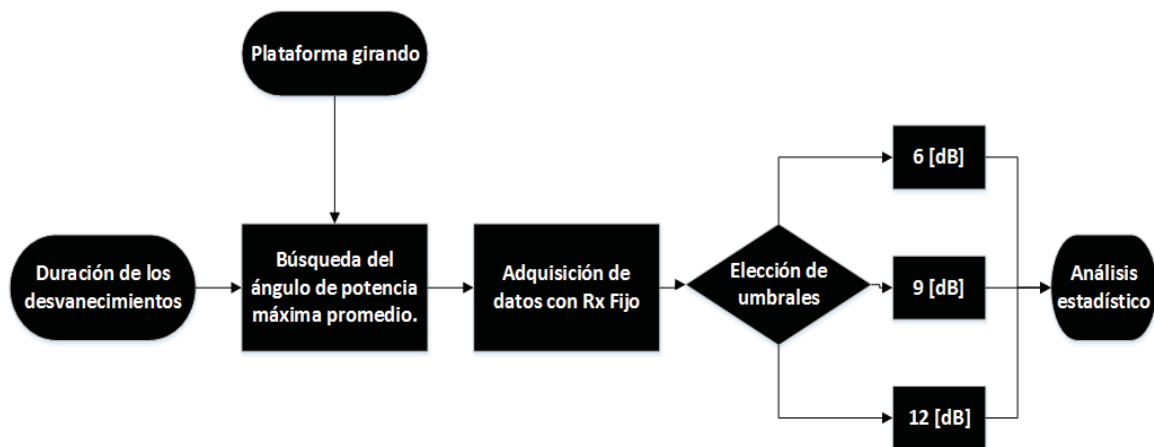 Plataforma girando
Duración de los
desvanecimientos
Búsqueda del
ángulo de potencia
máxima promedio.
Adquisición de
datos con Rx Fijo
Elección de
umbrales
6 [dB]
9 [dB]
12 [dB]
Análisis
estadístico